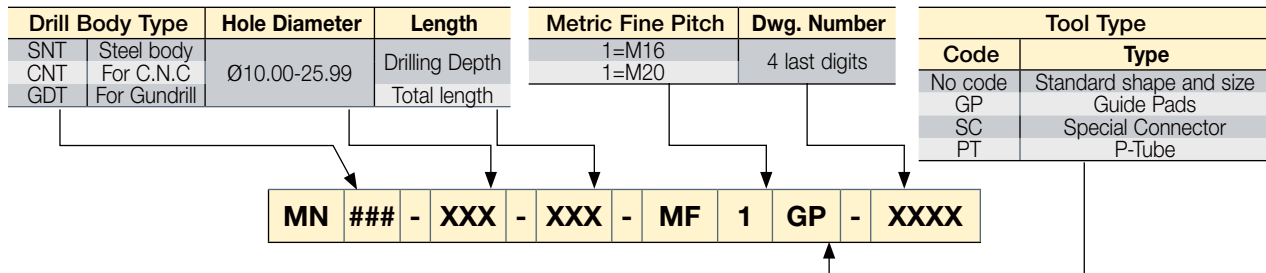 Drill Body Type Hole Diameter Length
SNT Steel body Ø10.00-25.99 Drilling Depth
CNT For C.N.C
GDT For Gundrill Total length
Metric Fine Pitch Dwg. Number
1=M16 4 last digits
1=M20
Tool Type
Code Type
No code Standard shape and size
GP Guide Pads
SC Special Connector
PT P-Tube
MN ### - XXX - XXX - MF 1 GP - XXXX